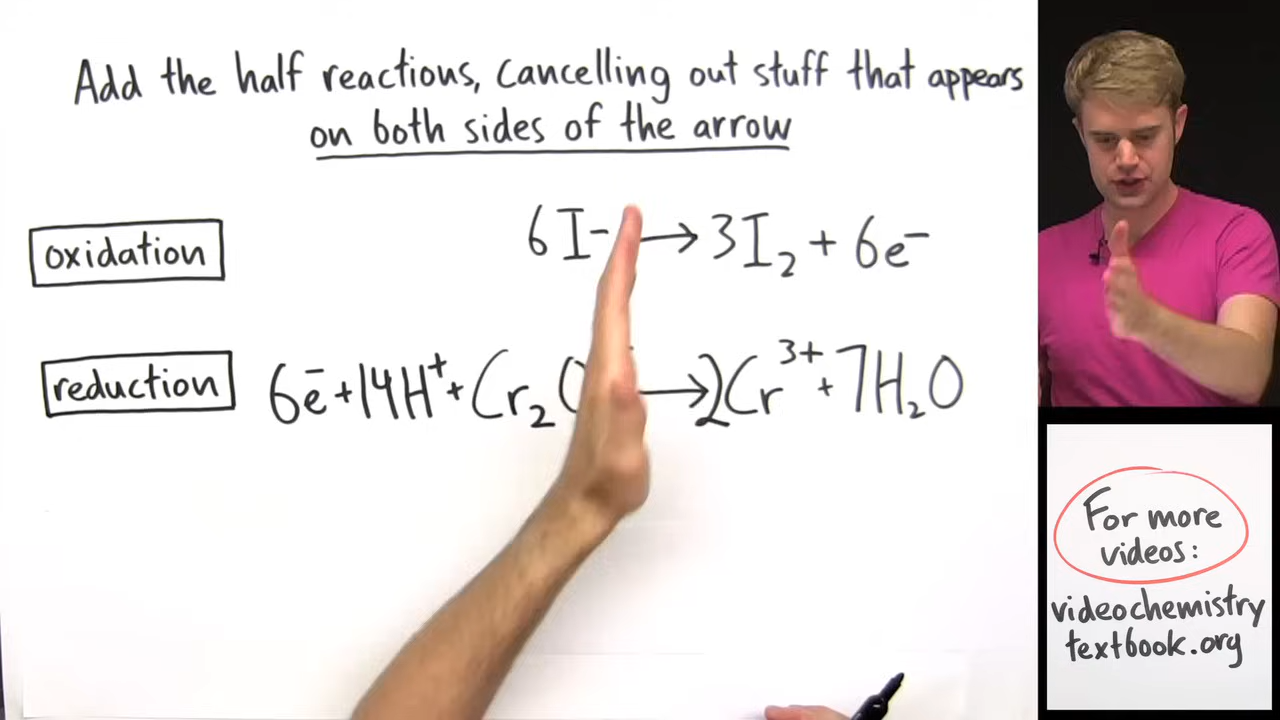 Add the half reactions, cancelling out stuff that appears
on both sides of the arrow
oxidation
6I- → 3I₂ + 6e⁻
reduction
6e⁻+14H⁺+Cr₂O → 2Cr³⁺ + 7H₂O
For more
videos:
videochemistry
textbook.org